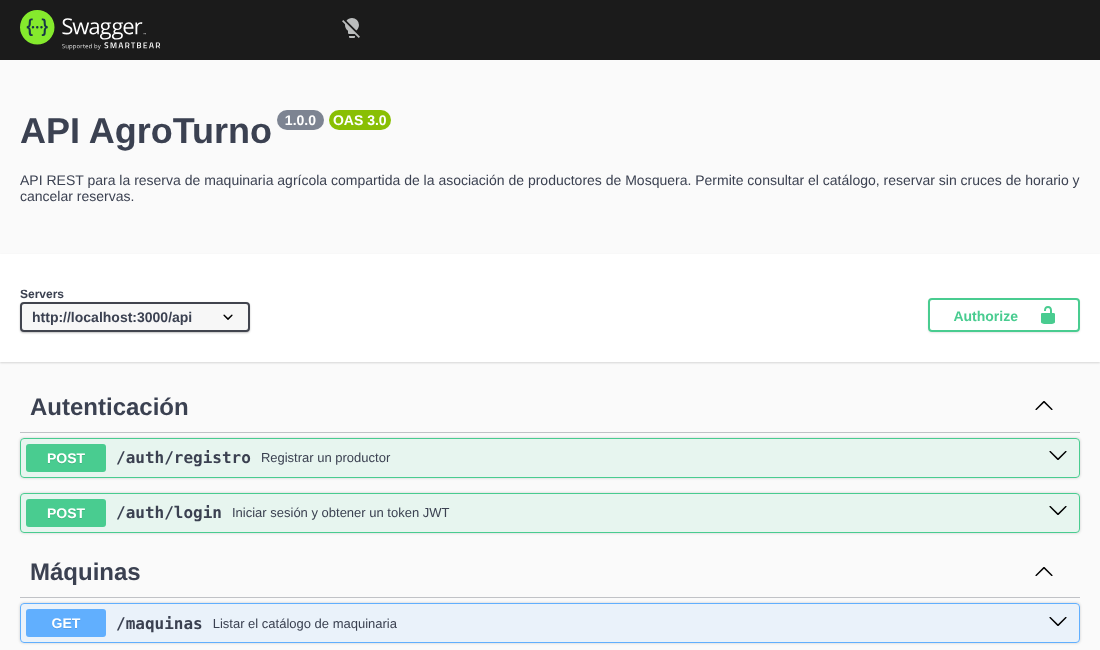 Swagger
Supported by SMARTBEAR
API AgroTurno 1.0.0 OAS 3.0
API REST para la reserva de maquinaria agrícola compartida de la asociación de productores de Mosquera. Permite consultar el catálogo, reservar sin cruces de horario y
cancelar reservas.
Servers
http://localhost:3000/api
Authorize
Autenticación
POST /auth/registro Registrar un productor
POST /auth/login Iniciar sesión y obtener un token JWT
Máquinas
GET /maquinas Listar el catálogo de maquinaria